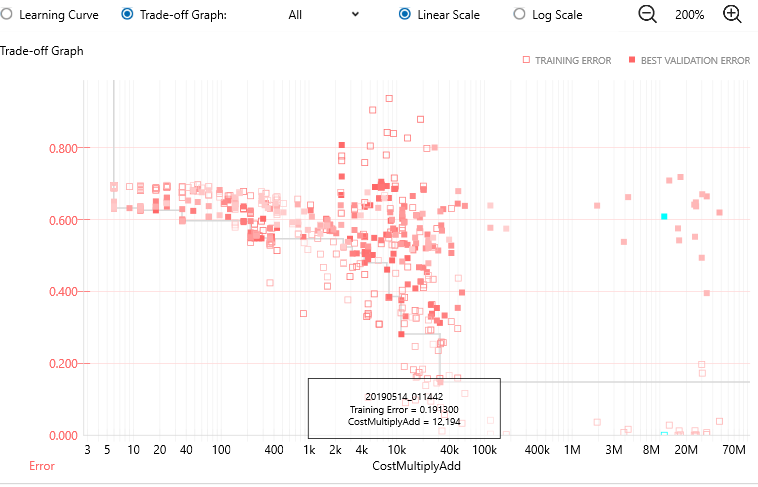 Learning Curve Trade-off Graph: All Linear Scale Log Scale 200%
Trade-off Graph
TRAINING ERROR BEST VALIDATION ERROR
0.800
0.600
0.400
0.200
0.000
20190514_011442
Training Error = 0.191300
CostMultiplyAdd = 12,194
3 5 10 20 40 100 400 1k 2k 4k 10k 40k 100k 400k 1M 3M 8M 20M 70M
Error CostMultiplyAdd